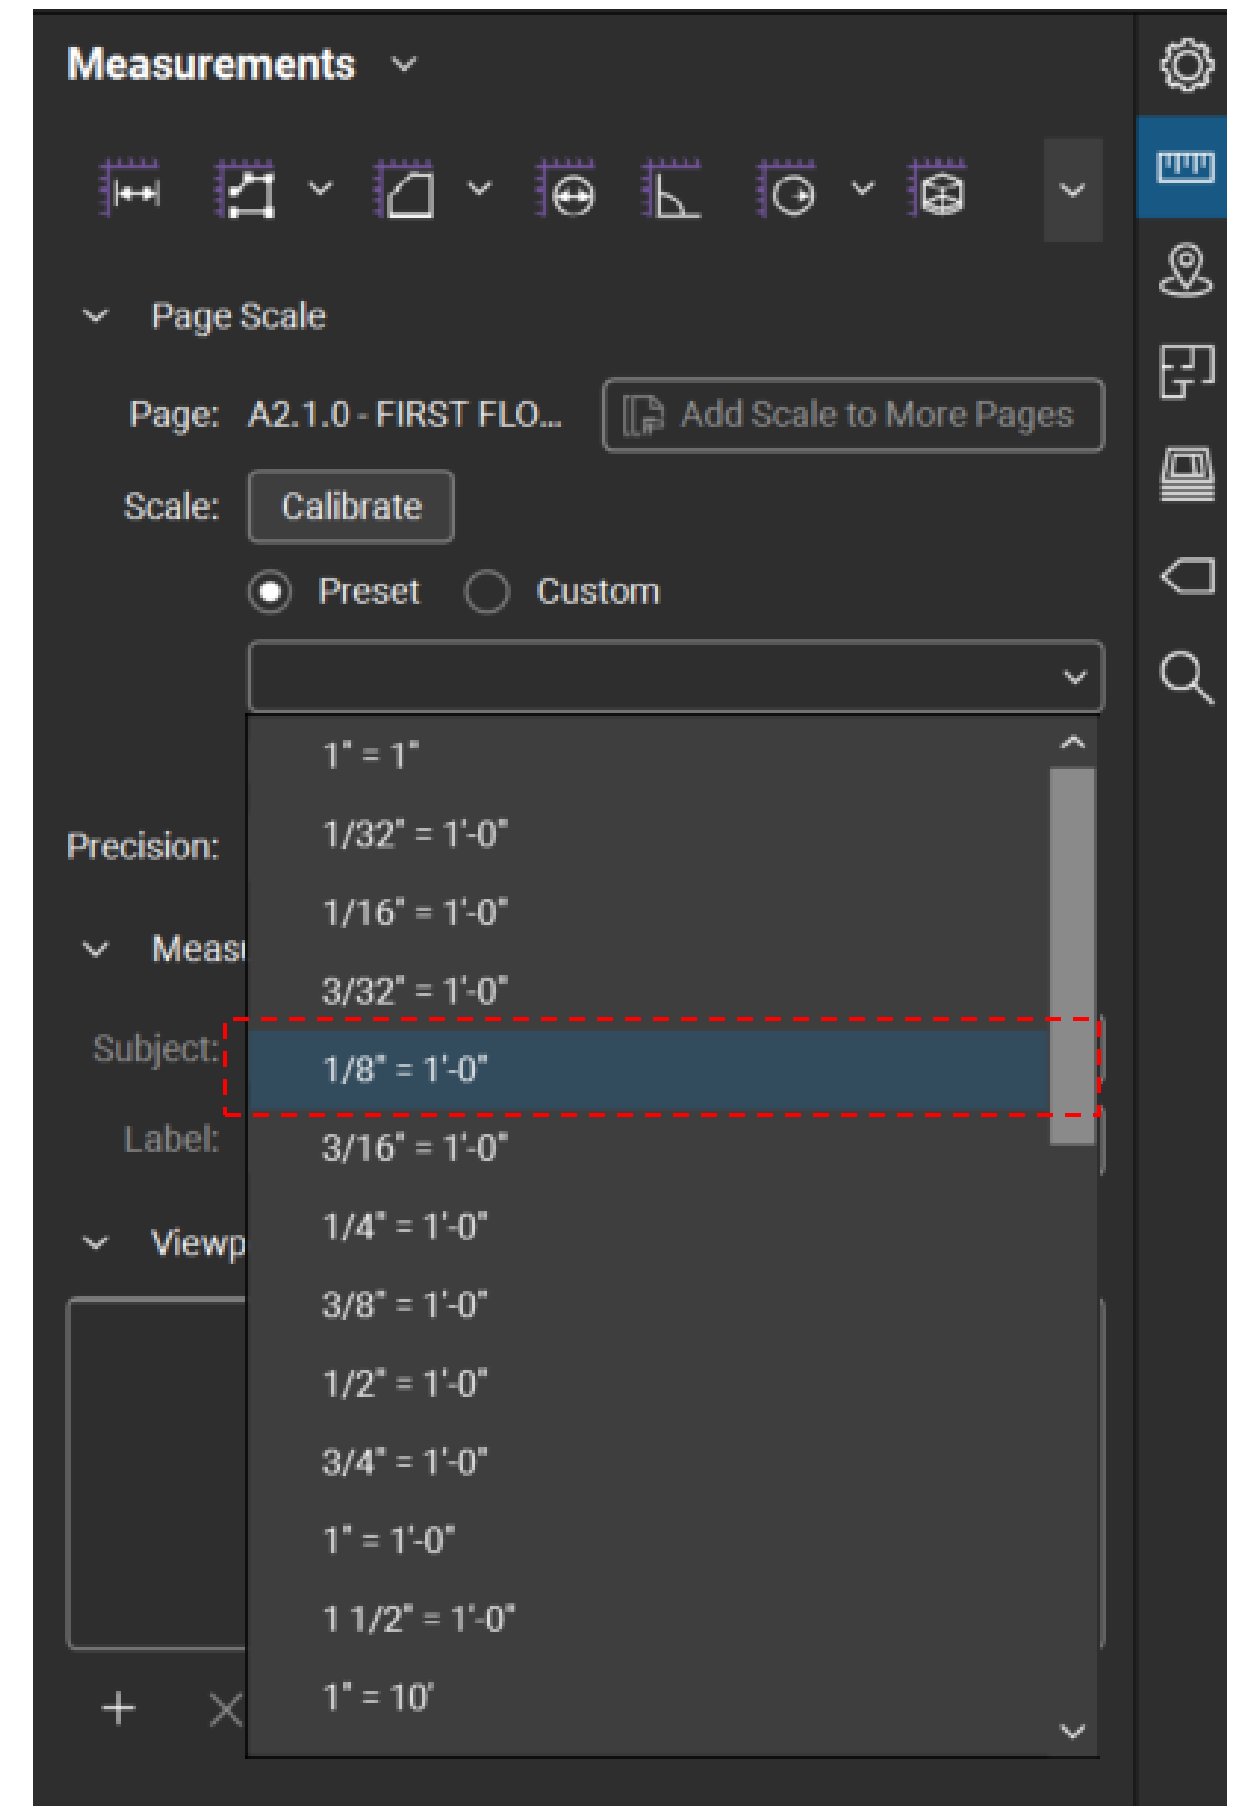 Measurements
Page Scale
Page: A2.1.0 - FIRST FLO... Add Scale to More Pages
Scale: Calibrate
Preset Custom
1" = 1"
1/32" = 1'-0"
Precision:
1/16" = 1'-0"
3/32" = 1'-0"
Subject:
1/8" = 1'-0"
Label:
3/16" = 1'-0"
1/4" = 1'-0"
3/8" = 1'-0"
1/2" = 1'-0"
3/4" = 1'-0"
1" = 1'-0"
1 1/2" = 1'-0"
1" = 10'